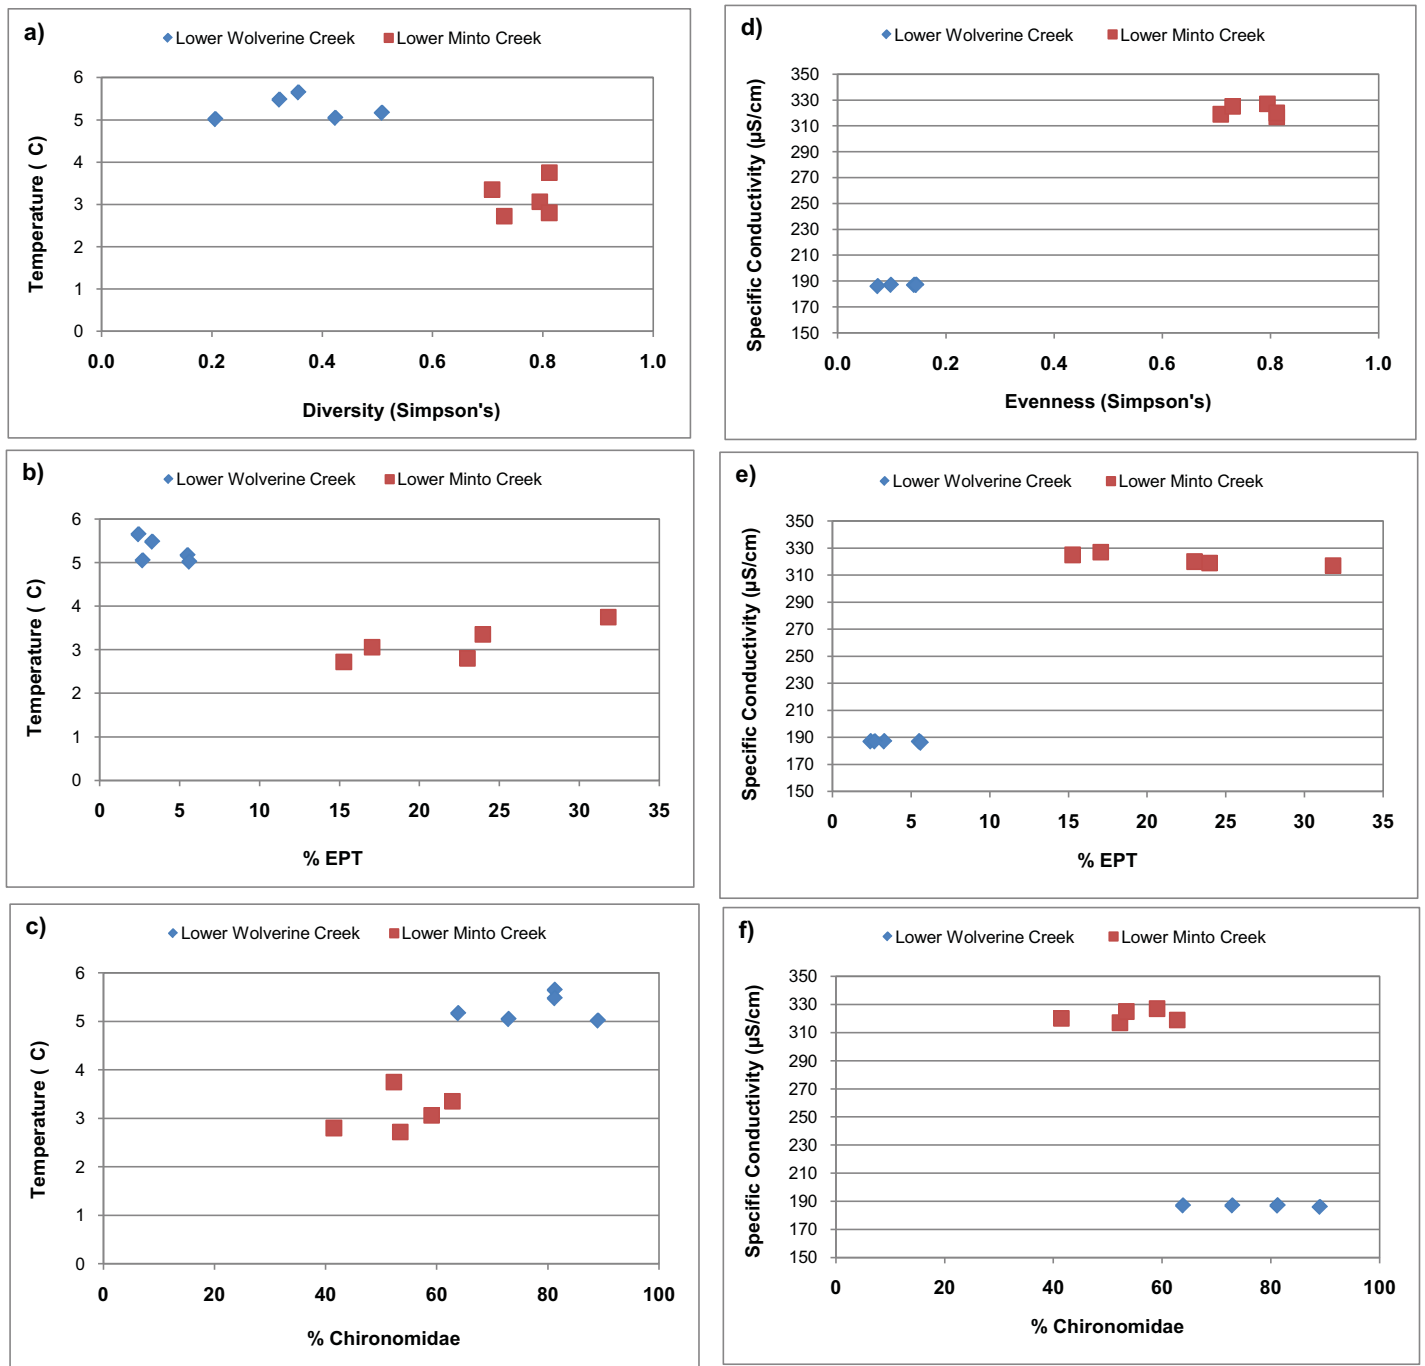 a)
Lower Wolverine Creek Lower Minto Creek
Temperature ( C)
6
5
4
3
2
1
0
0.0 0.2 0.4 0.6 0.8 1.0
Diversity (Simpson's)
d)
Lower Wolverine Creek Lower Minto Creek
Specific Conductivity (µS/cm)
350
330
310
290
270
250
230
210
190
170
150
0.0 0.2 0.4 0.6 0.8 1.0
Evenness (Simpson's)
b)
Lower Wolverine Creek Lower Minto Creek
Temperature ( C)
6
5
4
3
2
1
0
0 5 10 15 20 25 30 35
% EPT
e)
Lower Wolverine Creek Lower Minto Creek
Specific Conductivity (µS/cm)
350
330
310
290
270
250
230
210
190
170
150
0 5 10 15 20 25 30 35
% EPT
c)
Lower Wolverine Creek Lower Minto Creek
Temperature ( C)
6
5
4
3
2
1
0
0 20 40 60 80 100
% Chironomidae
f)
Lower Wolverine Creek Lower Minto Creek
Specific Conductivity (µS/cm)
350
330
310
290
270
250
230
210
190
170
150
0 20 40 60 80 100
% Chironomidae